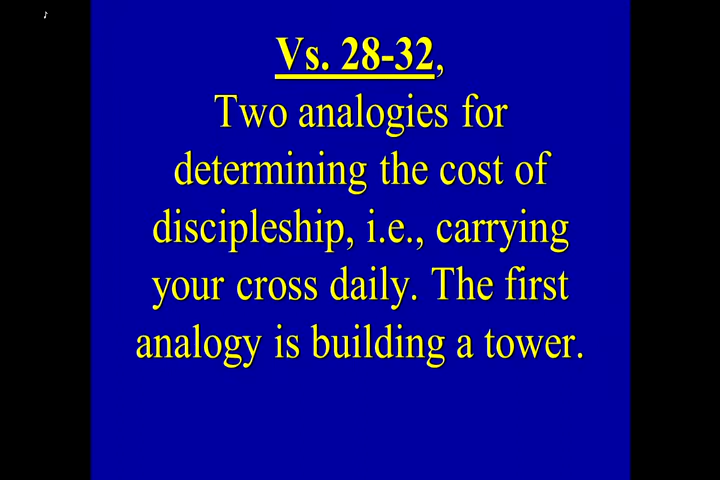 ♪
Vs. 28-32,
Two analogies for
determining the cost of
discipleship, i.e., carrying
your cross daily. The first
analogy is building a tower.